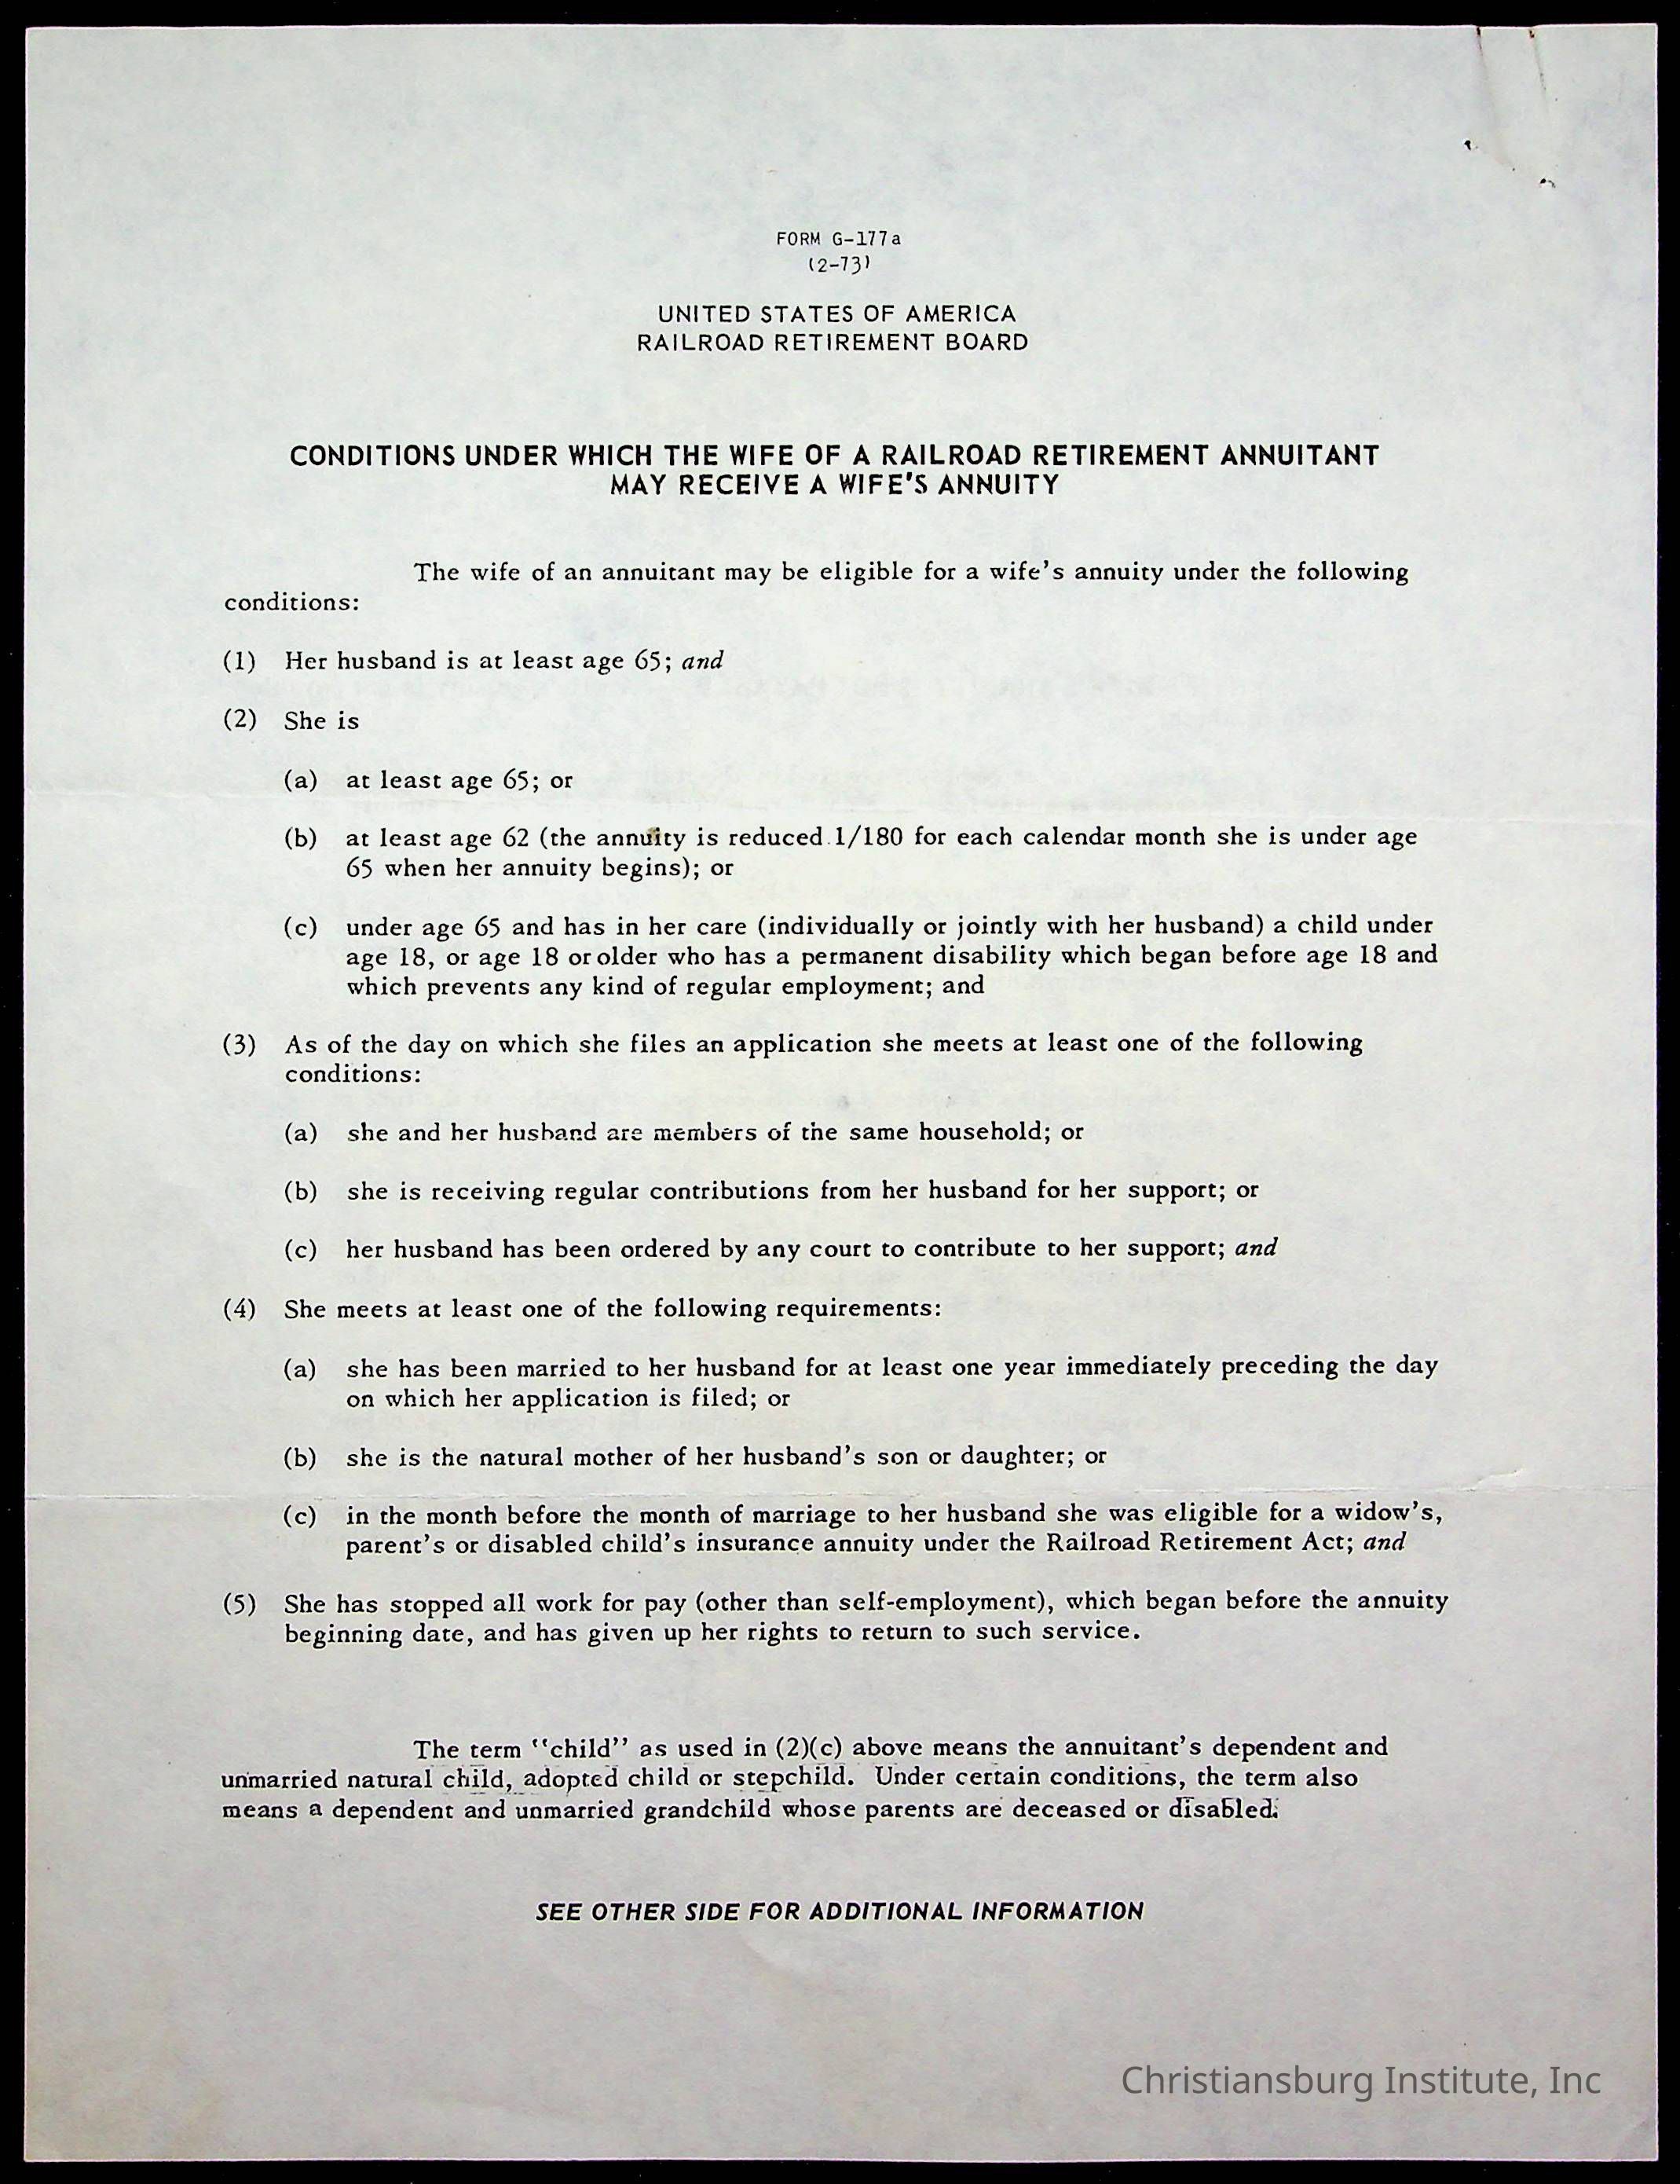 FORM G-177a
(2-73)
UNITED STATES OF AMERICA
RAILROAD RETIREMENT BOARD
CONDITIONS UNDER WHICH THE WIFE OF A RAILROAD RETIREMENT ANNUITANT
MAY RECEIVE A WIFE'S ANNUITY
The wife of an annuitant may be eligible for a wife's annuity under the following
conditions:
(1) Her husband is at least age 65; and
(2) She is
(a) at least age 65; or
(b) at least age 62 (the annuity is reduced 1/180 for each calendar month she is under age
65 when her annuity begins); or
(c) under age 65 and has in her care (individually or jointly with her husband) a child under
age 18, or age 18 or older who has a permanent disability which began before age 18 and
which prevents any kind of regular employment; and
(3) As of the day on which she files an application she meets at least one of the following
conditions:
(a) she and her husband are members of the same household; or
(b) she is receiving regular contributions from her husband for her support; or
(c) her husband has been ordered by any court to contribute to her support; and
(4) She meets at least one of the following requirements:
(a) she has been married to her husband for at least one year immediately preceding the day
on which her application is filed; or
(b) she is the natural mother of her husband's son or daughter; or
(c) in the month before the month of marriage to her husband she was eligible for a widow's,
parent's or disabled child's insurance annuity under the Railroad Retirement Act; and
(5) She has stopped all work for pay (other than self-employment), which began before the annuity
beginning date, and has given up her rights to return to such service.
The term "child" as used in (2)(c) above means the annuitant's dependent and
unmarried natural child, adopted child or stepchild. Under certain conditions, the term also
means a dependent and unmarried grandchild whose parents are deceased or disabled.
SEE OTHER SIDE FOR ADDITIONAL INFORMATION
Christiansburg Institute, Inc